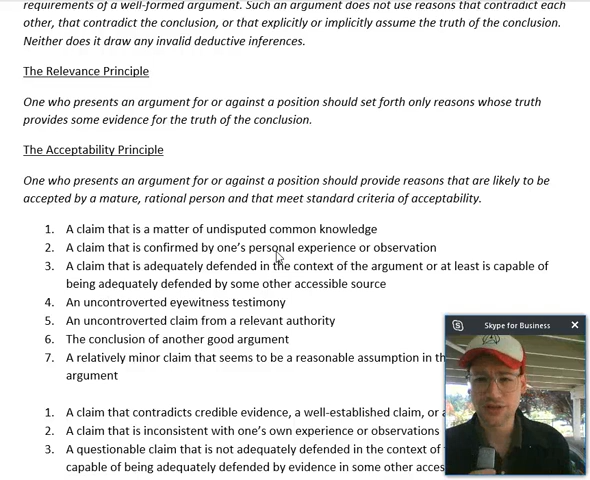 requirements of a well-formed argument. Such an argument does not use reasons that contradict each
other, that contradict the conclusion, or that explicitly or implicitly assume the truth of the conclusion.
Neither does it draw any invalid deductive inferences.
The Relevance Principle
One who presents an argument for or against a position should set forth only reasons whose truth
provides some evidence for the truth of the conclusion.
The Acceptability Principle
One who presents an argument for or against a position should provide reasons that are likely to be
accepted by a mature, rational person and that meet standard criteria of acceptability.
1. A claim that is a matter of undisputed common knowledge
2. A claim that is confirmed by one's personal experience or observation
3. A claim that is adequately defended in the context of the argument or at least is capable of
being adequately defended by some other accessible source
4. An uncontroverted eyewitness testimony
5. An uncontroverted claim from a relevant authority
6. The conclusion of another good argument
7. A relatively minor claim that seems to be a reasonable assumption in th
argument
1. A claim that contradicts credible evidence, a well-established claim, or a
2. A claim that is inconsistent with one's own experience or observations
3. A questionable claim that is not adequately defended in the context of
capable of being adequately defended by evidence in some other acces
Skype for Business